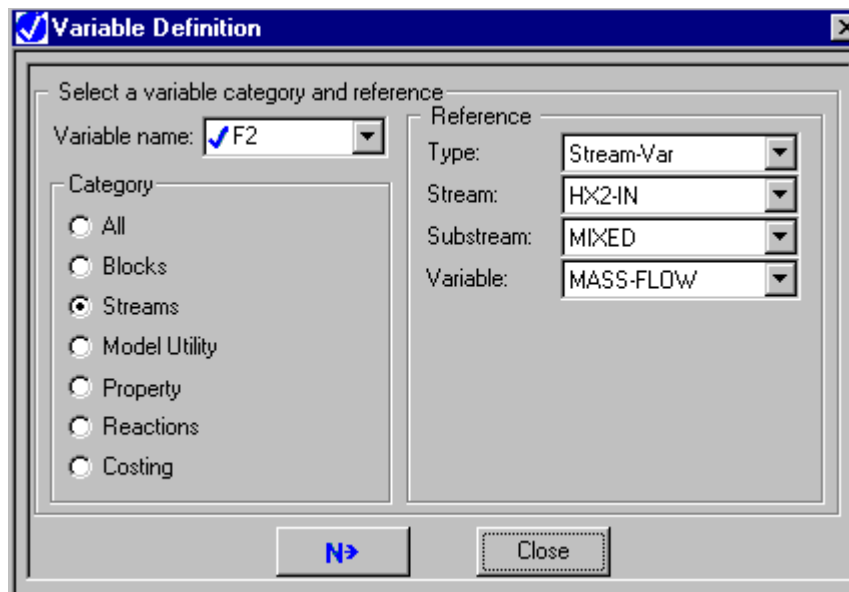 Variable Definition
Select a variable category and reference
Variable name: F2
Category
All
Blocks
Streams
Model Utility
Property
Reactions
Costing
Reference
Type: Stream-Var
Stream: HX2-IN
Substream: MIXED
Variable: MASS-FLOW
N
Close